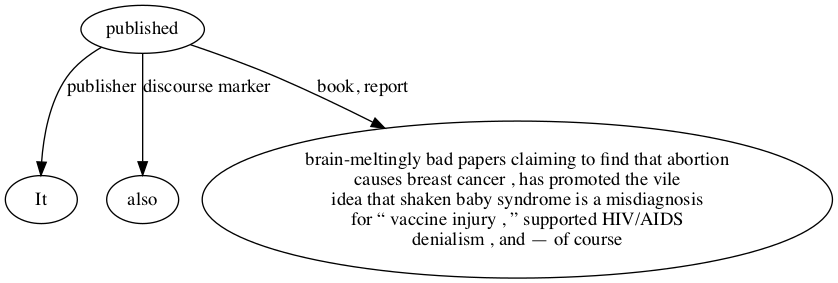 published
publisher
discourse marker
book, report
It
also
brain-meltingly bad papers claiming to find that abortion
causes breast cancer , has promoted the vile
idea that shaken baby syndrome is a misdiagnosis
for “ vaccine injury , ” supported HIV/AIDS
denialism , and — of course